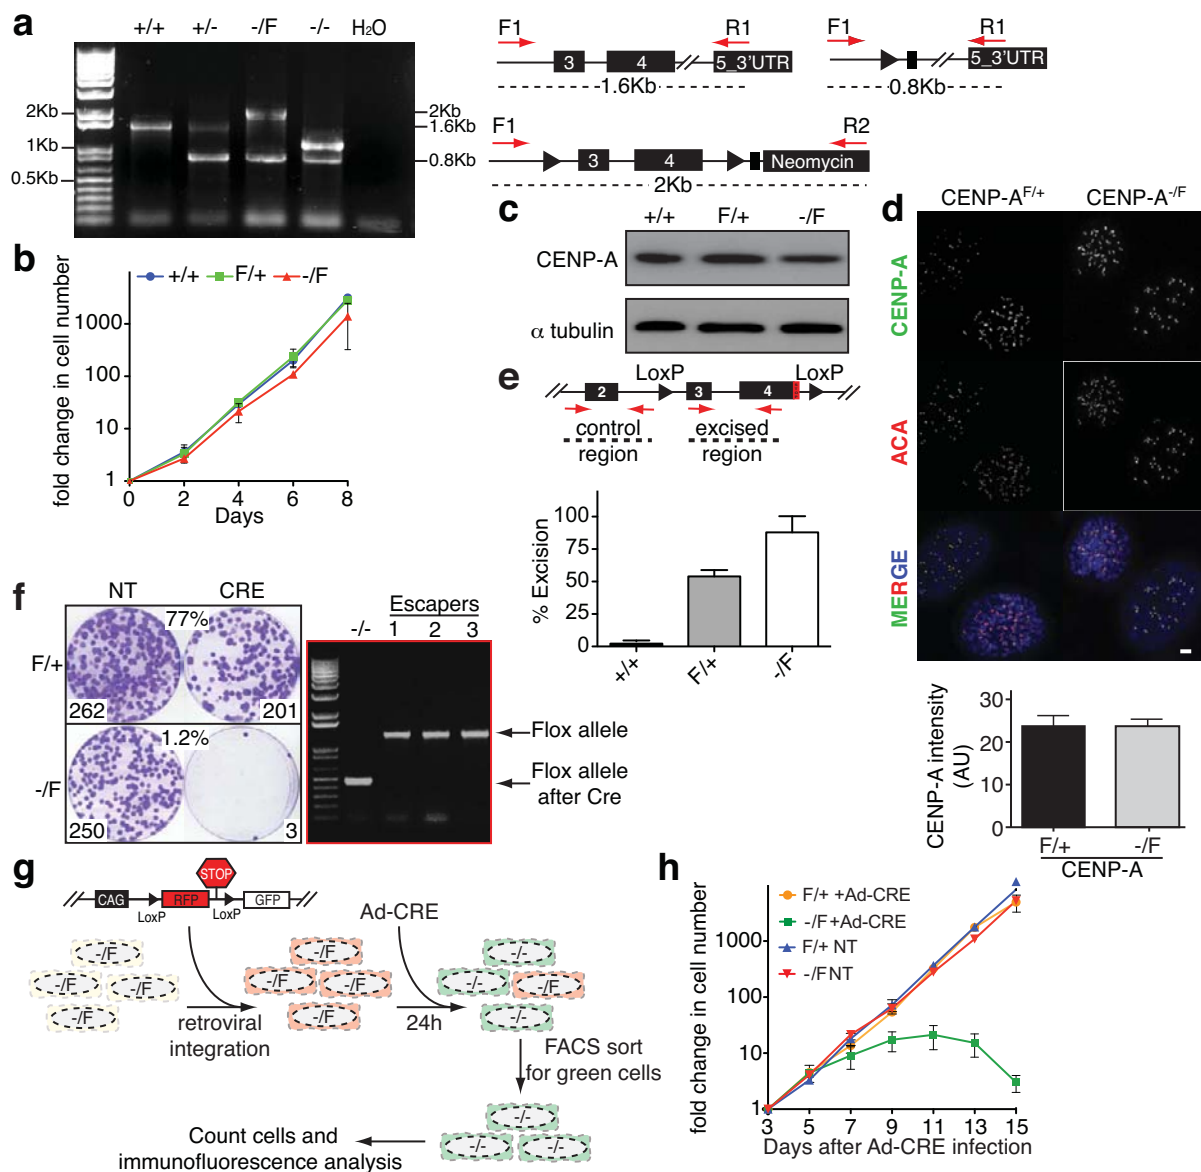 a
+/+ +/- -/F -/- H2O
2Kb
1Kb
0.5Kb
2Kb
1.6Kb
0.8Kb
F1 R1
3 4 5_3'UTR
1.6Kb
F1 R1
5_3'UTR
0.8Kb
F1 R2
3 4 Neomycin
2Kb
b
+/+ F/+ -/F
fold change in cell number
1000
100
10
1
0 2 4 6 8
Days
c
+/+ F/+ -/F
CENP-A
α tubulin
d
CENP-A^F/+ CENP-A^-/F
CENP-A
ACA
MERGE
CENP-A intensity
(AU)
30
20
10
0
F/+ -/F
CENP-A
e
LoxP LoxP
2 3 4
control
region
excised
region
% Excision
100
75
50
25
0
+/+ F/+ -/F
f
NT CRE
F/+
77%
262 201
-/F
1.2%
250 3
Escapers
-/- 1 2 3
Flox allele
Flox allele
after Cre
g
STOP
CAG RFP GFP
LoxP LoxP
Ad-CRE
-/F
-/F -/F
-/F
-/F
-/F -/F
-/F
-/-
-/- -/F
-/-
retroviral
integration
24h
FACS sort
for green cells
-/-
-/- -/-
Count cells and
immunofluorescence analysis
h
F/+ +Ad-CRE
-/F +Ad-CRE
F/+ NT
-/F NT
fold change in cell number
1000
100
10
1
3 5 7 9 11 13 15
Days after Ad-CRE infection